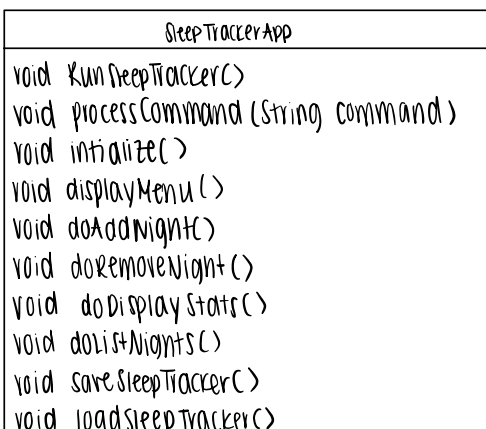 SleepTrackerApp
void RunSleepTracker()
void processCommand (String command)
void intialize()
void displayMenu()
void doAddNight()
void doRemoveNight()
void doDisplayStats()
void doListNights()
void saveSleepTracker()
void loadSleepTracker()